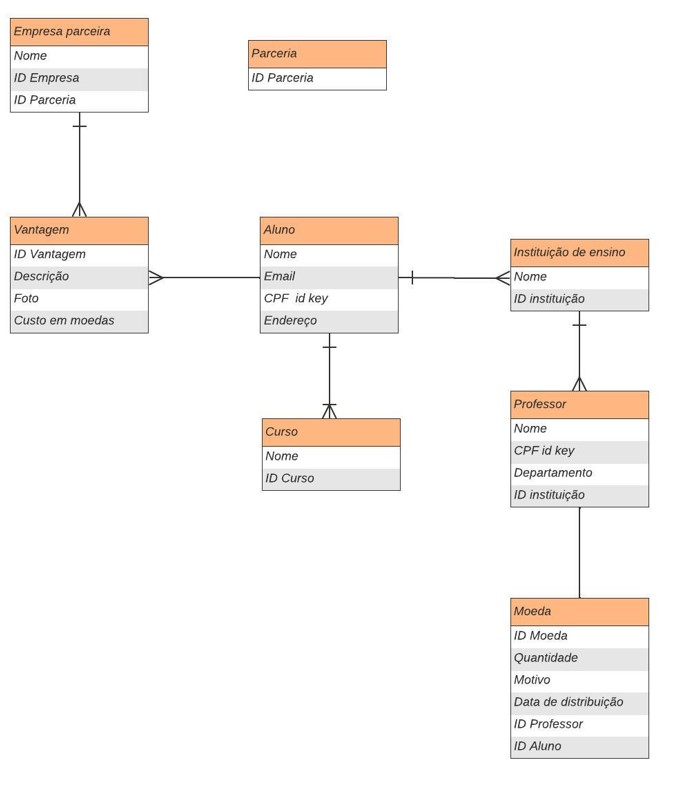 Empresa parceira
Nome
ID Empresa
ID Parceria
Parceria
ID Parceria
Vantagem
ID Vantagem
Descrição
Foto
Custo em moedas
Aluno
Nome
Email
CPF  id key
Endereço
Instituição de ensino
Nome
ID instituição
Curso
Nome
ID Curso
Professor
Nome
CPF id key
Departamento
ID instituição
Moeda
ID Moeda
Quantidade
Motivo
Data de distribuição
ID Professor
ID Aluno